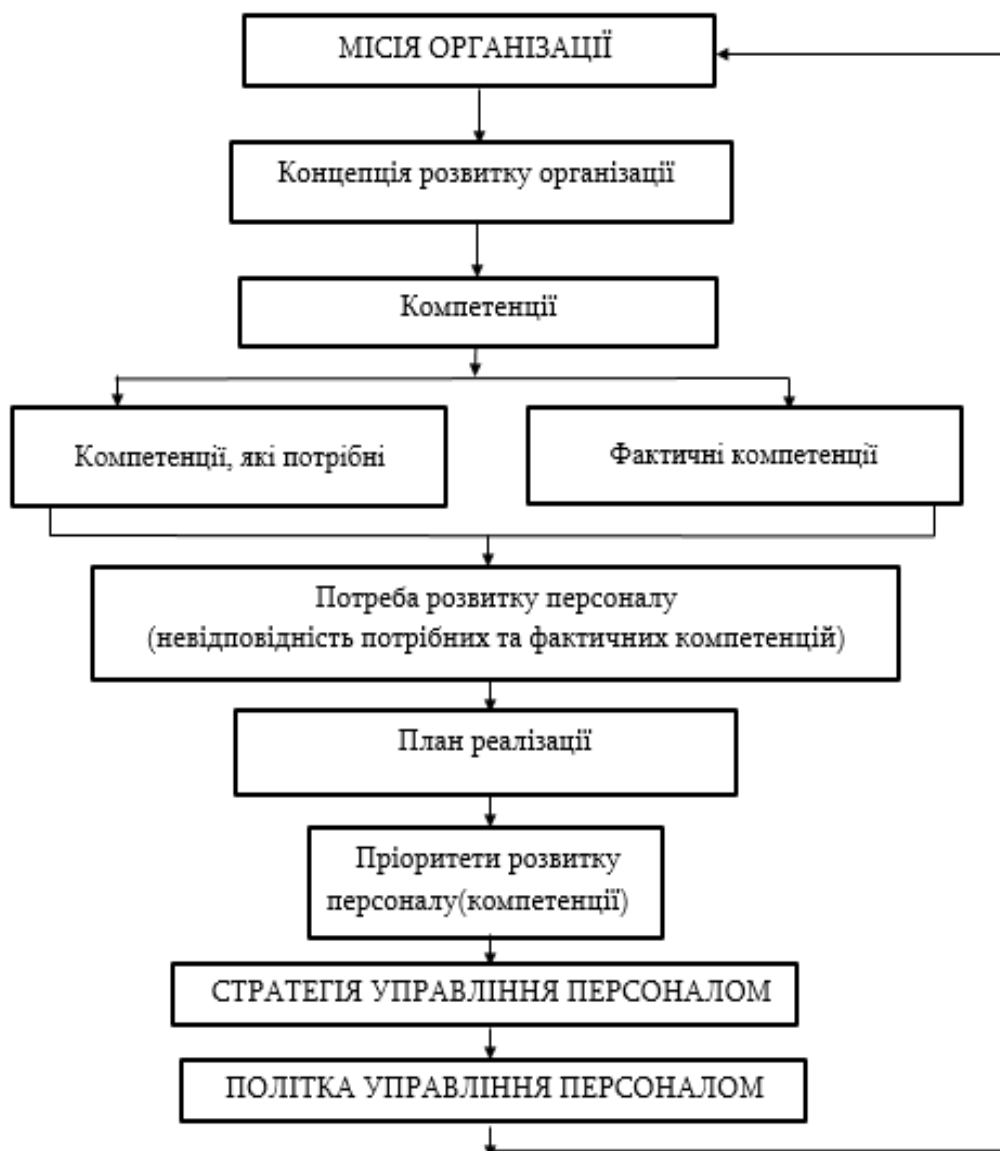 МІСІЯ ОРГАНІЗАЦІЇ
Концепція розвитку організації
Компетенції
Компетенції, які потрібні
Фактичні компетенції
Потреба розвитку персоналу
(невідповідність потрібних та фактичних компетенцій)
План реалізації
Пріоритети розвитку
персоналу(компетенції)
СТРАТЕГІЯ УПРАВЛІННЯ ПЕРСОНАЛОМ
ПОЛІТКА УПРАВЛІННЯ ПЕРСОНАЛОМ